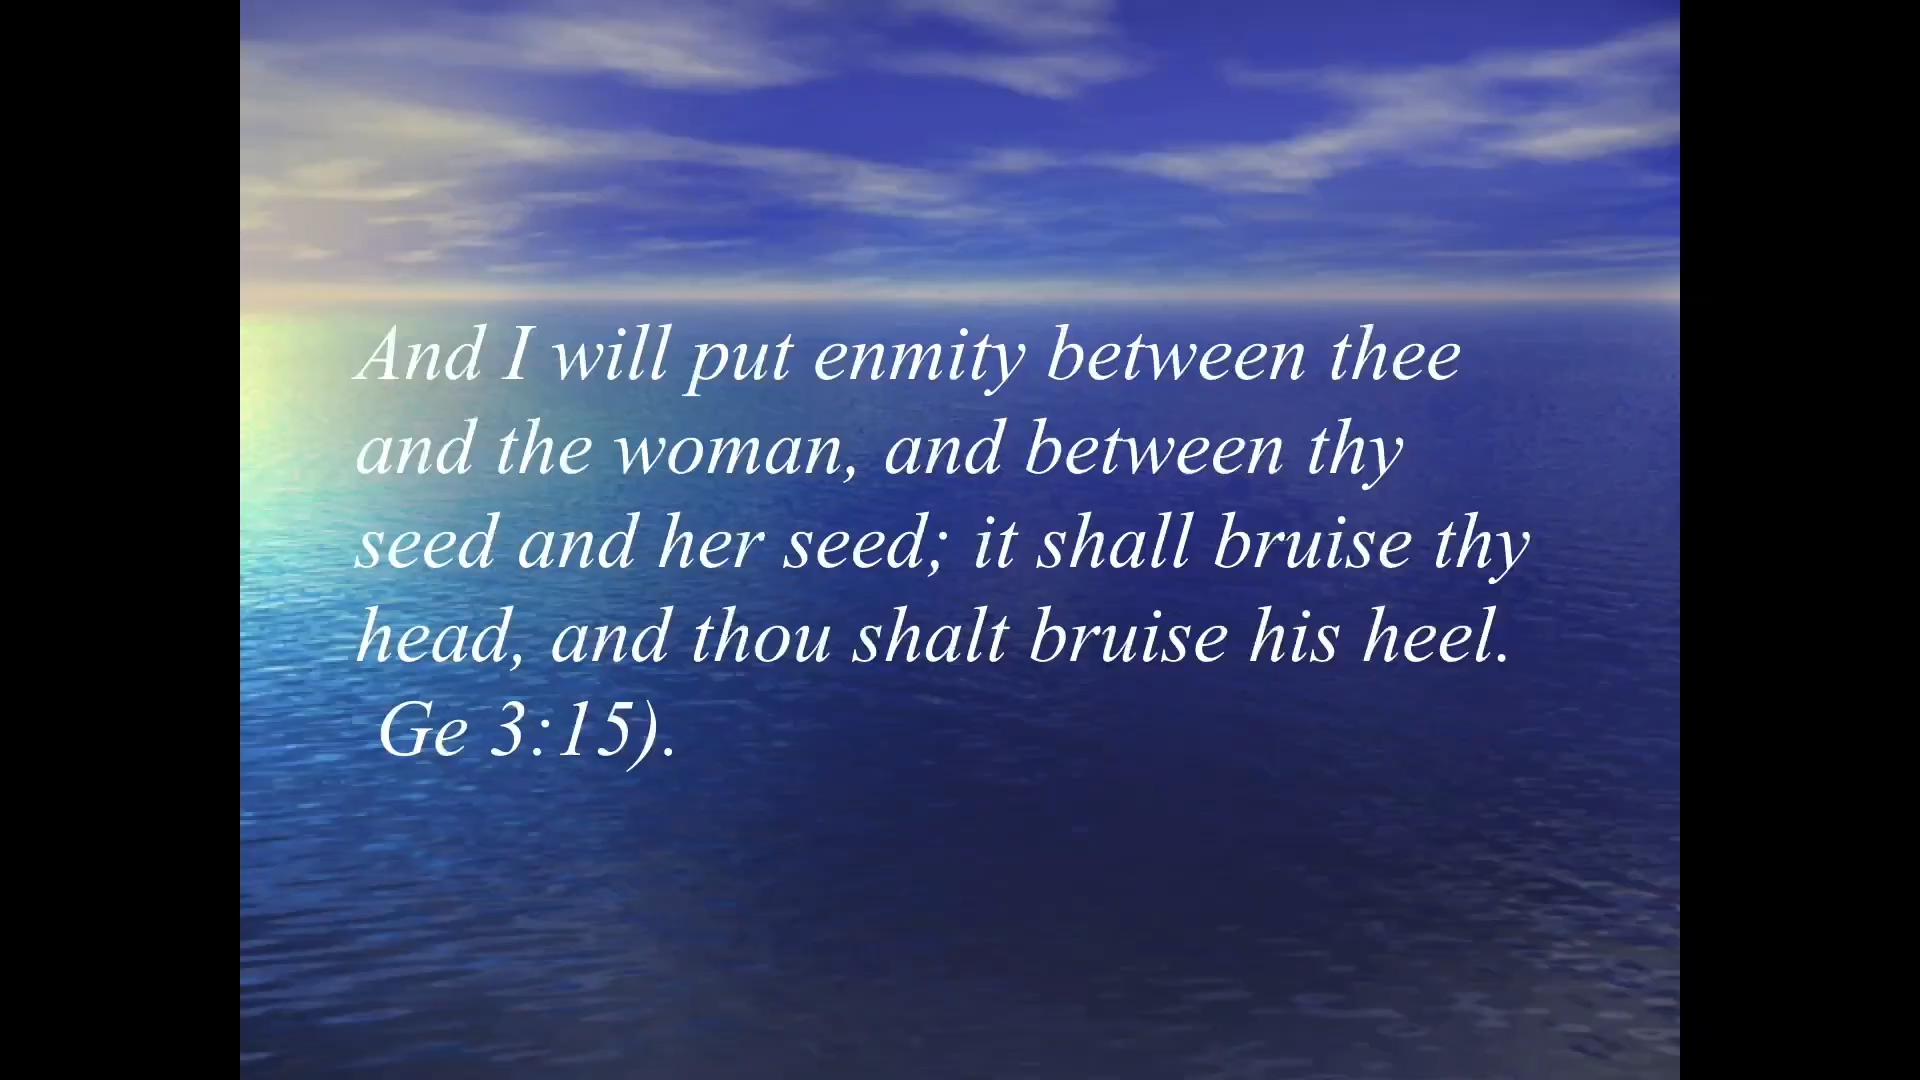 And I will put enmity between thee
and the woman, and between thy
seed and her seed; it shall bruise thy
head, and thou shalt bruise his heel.
Ge 3:15).